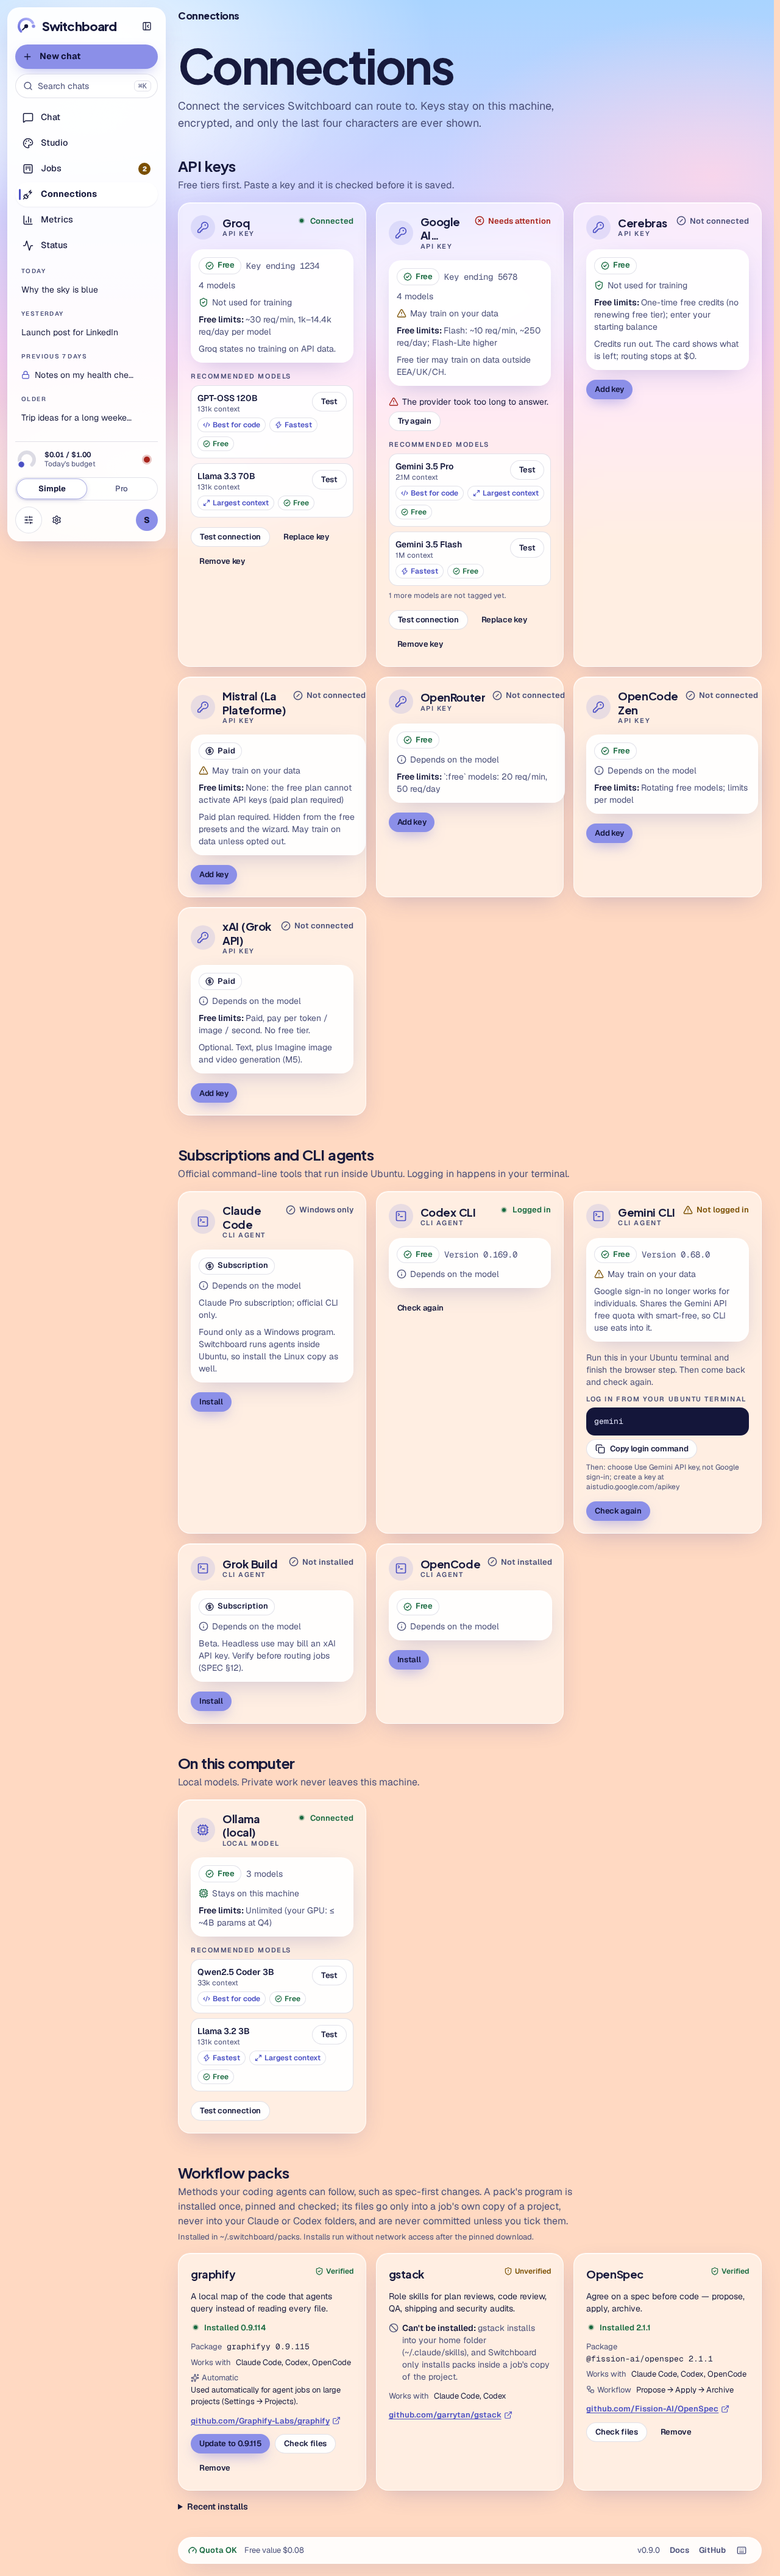 Switchboard
New chat
Search chats
⌘K
Chat
Studio
Jobs
2
Connections
Metrics
Status
TODAY
Why the sky is blue
YESTERDAY
Launch post for LinkedIn
PREVIOUS 7 DAYS
Notes on my health che...
OLDER
Trip ideas for a long weeke...
$0.01 / $1.00
Today's budget
Simple
Pro
S
Connections
Connections
Connect the services Switchboard can route to. Keys stay on this machine,
encrypted, and only the last four characters are ever shown.
API keys
Free tiers first. Paste a key and it is checked before it is saved.
Groq
API KEY
Connected
Free
Key ending 1234
4 models
Not used for training
Free limits: ~30 req/min, 1k–14.4k
req/day per model
Groq states no training on API data.
RECOMMENDED MODELS
GPT-OSS 120B
131k context
Test
Best for code
Fastest
Free
Llama 3.3 70B
131k context
Test
Largest context
Free
Test connection
Replace key
Remove key
Google
AI...
API KEY
Needs attention
Free
Key ending 5678
4 models
May train on your data
Free limits: Flash: ~10 req/min, ~250
req/day; Flash-Lite higher
Free tier may train on data outside
EEA/UK/CH.
The provider took too long to answer.
Try again
RECOMMENDED MODELS
Gemini 3.5 Pro
2.1M context
Test
Best for code
Largest context
Free
Gemini 3.5 Flash
1M context
Test
Fastest
Free
1 more models are not tagged yet.
Test connection
Replace key
Remove key
Cerebras
API KEY
Not connected
Free
Not used for training
Free limits: One-time free credits (no
renewing free tier); enter your
starting balance
Credits run out. The card shows what
is left; routing stops at $0.
Add key
Mistral (La
Plateforme)
API KEY
Not connected
Paid
May train on your data
Free limits: None: the free plan cannot
activate API keys (paid plan required)
Paid plan required. Hidden from the free
presets and the wizard. May train on
data unless opted out.
Add key
OpenRouter
API KEY
Not connected
Free
Depends on the model
Free limits: `:free` models: 20 req/min,
50 req/day
Add key
OpenCode
Zen
API KEY
Not connected
Free
Depends on the model
Free limits: Rotating free models; limits
per model
Add key
xAI (Grok
API)
API KEY
Not connected
Paid
Depends on the model
Free limits: Paid, pay per token /
image / second. No free tier.
Optional. Text, plus Imagine image
and video generation (M5).
Add key
Subscriptions and CLI agents
Official command-line tools that run inside Ubuntu. Logging in happens in your terminal.
Claude
Code
CLI AGENT
Windows only
Subscription
Depends on the model
Claude Pro subscription; official CLI
only.
Found only as a Windows program.
Switchboard runs agents inside
Ubuntu, so install the Linux copy as
well.
Install
Codex CLI
CLI AGENT
Logged in
Free
Version 0.169.0
Depends on the model
Check again
Gemini CLI
CLI AGENT
Not logged in
Free
Version 0.68.0
May train on your data
Google sign-in no longer works for
individuals. Shares the Gemini API
free quota with smart-free, so CLI
use eats into it.
Run this in your Ubuntu terminal and
finish the browser step. Then come back
and check again.
LOG IN FROM YOUR UBUNTU TERMINAL
gemini
Copy login command
Then: choose Use Gemini API key, not Google
sign-in; create a key at
aistudio.google.com/apikey
Check again
Grok Build
CLI AGENT
Not installed
Subscription
Depends on the model
Beta. Headless use may bill an xAI
API key. Verify before routing jobs
(SPEC §12).
Install
OpenCode
CLI AGENT
Not installed
Free
Depends on the model
Install
On this computer
Local models. Private work never leaves this machine.
Ollama
(local)
LOCAL MODEL
Connected
Free
3 models
Stays on this machine
Free limits: Unlimited (your GPU: ≤
~4B params at Q4)
RECOMMENDED MODELS
Qwen2.5 Coder 3B
33k context
Test
Best for code
Free
Llama 3.2 3B
131k context
Test
Fastest
Largest context
Free
Test connection
Workflow packs
Methods your coding agents can follow, such as spec-first changes. A pack's program is
installed once, pinned and checked; its files go only into a job's own copy of a project,
never into your Claude or Codex folders, and are never committed unless you tick them.
Installed in ~/.switchboard/packs. Installs run without network access after the pinned download.
graphify
Verified
A local map of the code that agents
query instead of reading every file.
Installed 0.9.114
Package graphifyy 0.9.115
Works with Claude Code, Codex, OpenCode
Automatic
Used automatically for agent jobs on large
projects (Settings → Projects).
github.com/Graphify-Labs/graphify
Update to 0.9.115
Check files
Remove
gstack
Unverified
Role skills for plan reviews, code review,
QA, shipping and security audits.
Can't be installed: gstack installs
into your home folder
(~/.claude/skills), and Switchboard
only installs packs inside a job's copy
of the project.
Works with Claude Code, Codex
github.com/garrytan/gstack
OpenSpec
Verified
Agree on a spec before code — propose,
apply, archive.
Installed 2.1.1
Package
@fission-ai/openspec 2.1.1
Works with Claude Code, Codex, OpenCode
Workflow Propose → Apply → Archive
github.com/Fission-AI/OpenSpec
Check files
Remove
Recent installs
Quota OK
Free value $0.08
v0.9.0
Docs
GitHub